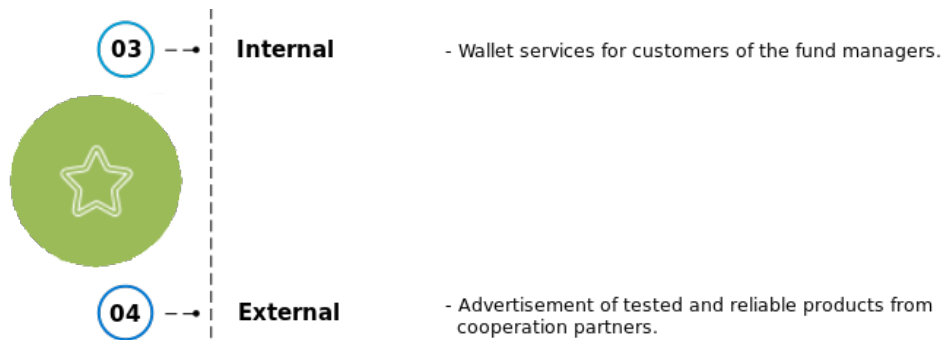 03 Internal - Wallet services for customers of the fund managers.
04 External - Advertisement of tested and reliable products from
cooperation partners.